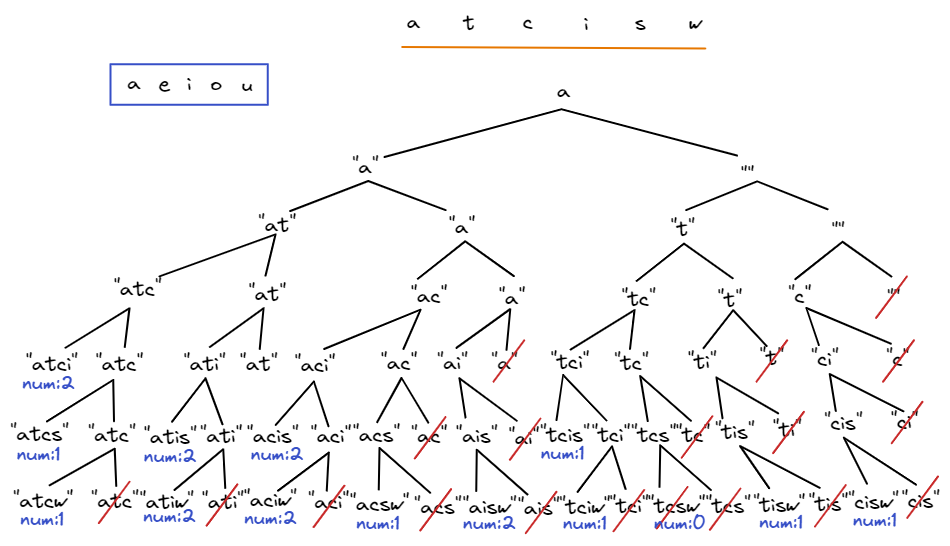 a t c i s w
a e i o u
a
"a" ""
"at" "a" "t" ""
"atc" "at" "ac" "a" "tc" "t" "c" ""
"atci" "atc" "ati" "at" "aci" "ac" "ai" "a" "tci" "tc" "ti" "t" "ci" "c"
num:2
"atcs" "atc" "atis" "ati" "acis" "aci" "acs" "ac" "ais" "ai" "tcis" "tci" "tcs" "tc" "tis" "ti" "cis" "ci"
num:1 num:2 num:2 num:1
"atcw" "atc" "atiw" "ati" "aciw" "aci" "acsw" "acs" "aisw" "ais" "tciw" "tci" "tcsw" "tcs" "tisw" "tis" "cisw" "cis"
num:1 num:2 num:2 num:1 num:2 num:1 num:0 num:1 num:1